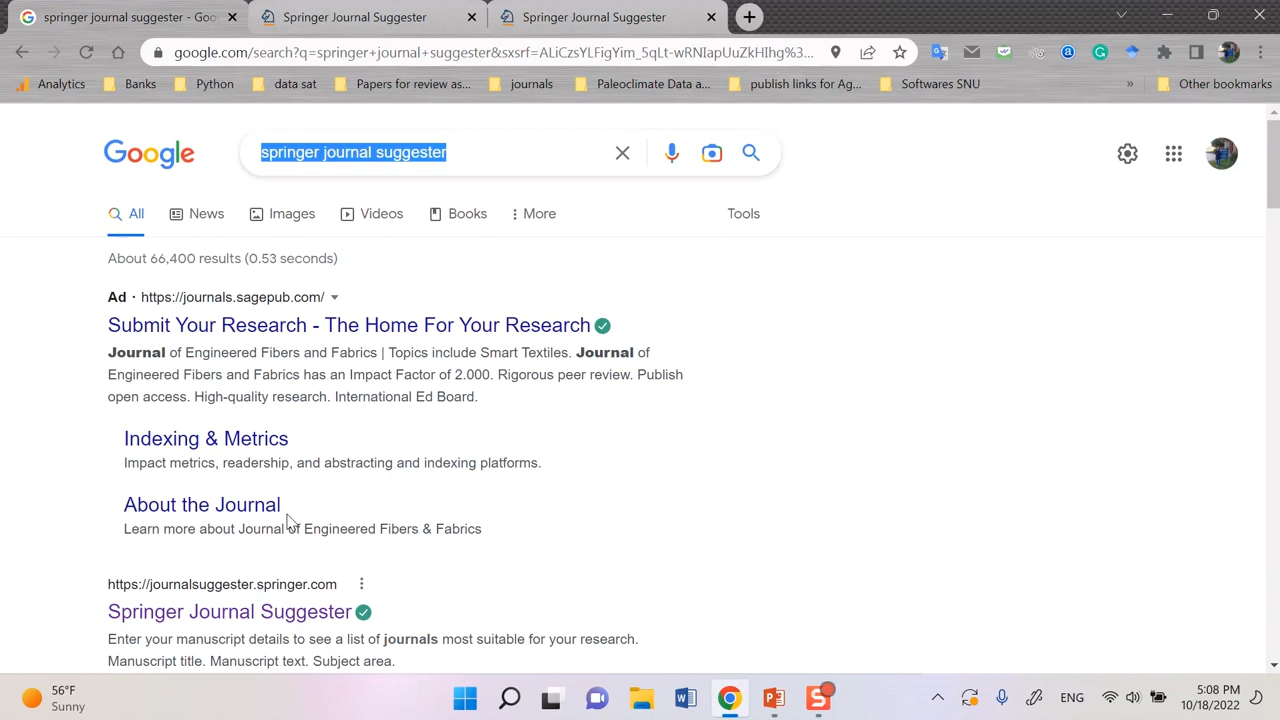 springer journal suggester - Goo
Springer Journal Suggester
Springer Journal Suggester
google.com/search?q=springer+journal+suggester&sxsrf=ALiCzsYLFigYim_5qLt-wRNIapUuZkHIhg%3...
Analytics
Banks
Python
data sat
Papers for review as...
journals
Paleoclimate Data a...
publish links for Ag...
Softwares SNU
»
Other bookmarks
Google
springer journal suggester
All
News
Images
Videos
Books
More
Tools
About 66,400 results (0.53 seconds)
Ad · https://journals.sagepub.com/
Submit Your Research - The Home For Your Research
Journal of Engineered Fibers and Fabrics | Topics include Smart Textiles. Journal of
Engineered Fibers and Fabrics has an Impact Factor of 2.000. Rigorous peer review. Publish
open access. High-quality research. International Ed Board.
Indexing & Metrics
Impact metrics, readership, and abstracting and indexing platforms.
About the Journal
Learn more about Journal of Engineered Fibers & Fabrics
https://journalsuggester.springer.com
Springer Journal Suggester
Enter your manuscript details to see a list of journals most suitable for your research.
Manuscript title. Manuscript text. Subject area.
56°F
Sunny
ENG
5:08 PM
10/18/2022